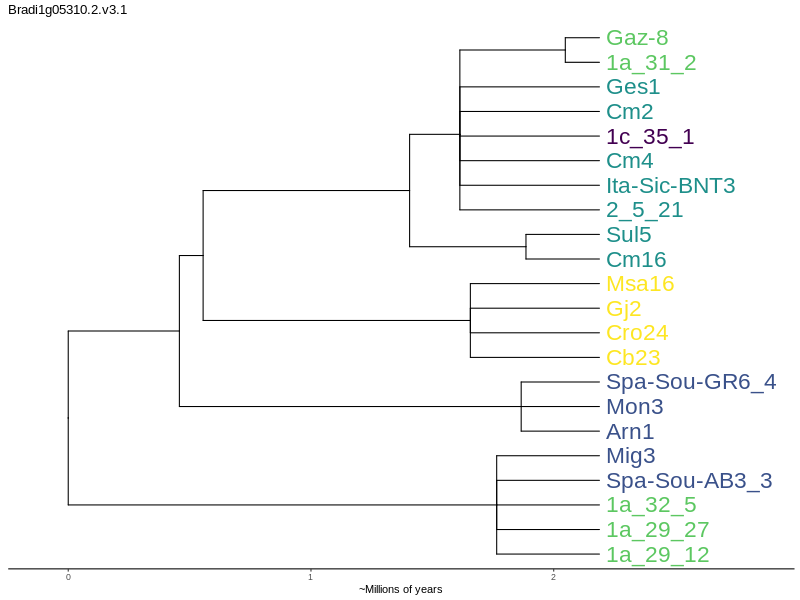 Bradi1g05310.2.v3.1
Gaz-8
1a_31_2
Ges1
Cm2
1c_35_1
Cm4
Ita-Sic-BNT3
2_5_21
Sul5
Cm16
Msa16
Gj2
Cro24
Cb23
Spa-Sou-GR6_4
Mon3
Arn1
Mig3
Spa-Sou-AB3_3
1a_32_5
1a_29_27
1a_29_12
0 1 2
~Millions of years